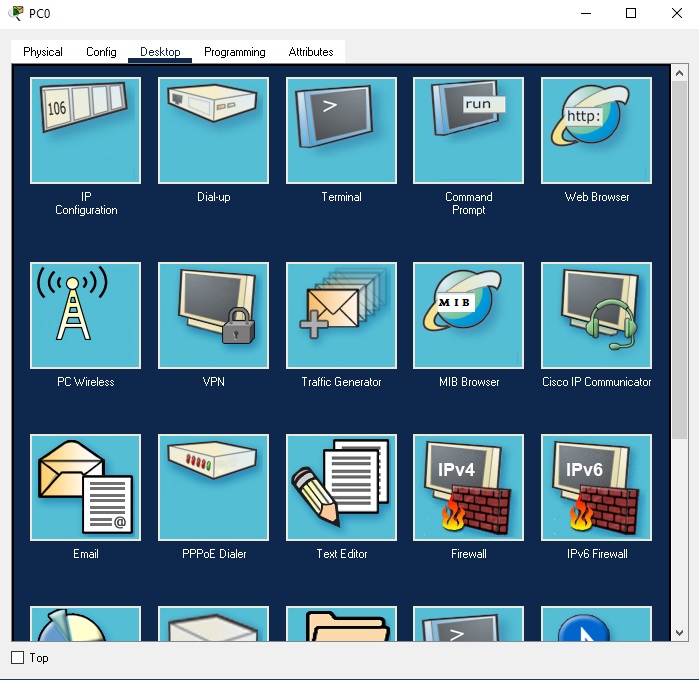 PC0
Physical Config Desktop Programming Attributes
106
>
run
http:
IP
Configuration
Dial-up
Terminal
Command
Prompt
Web Browser
MIB
PC Wireless
VPN
Traffic Generator
MIB Browser
Cisco IP Communicator
@
IPv4
IPv6
Email
PPPoE Dialer
Text Editor
Firewall
IPv6 Firewall
>
Top